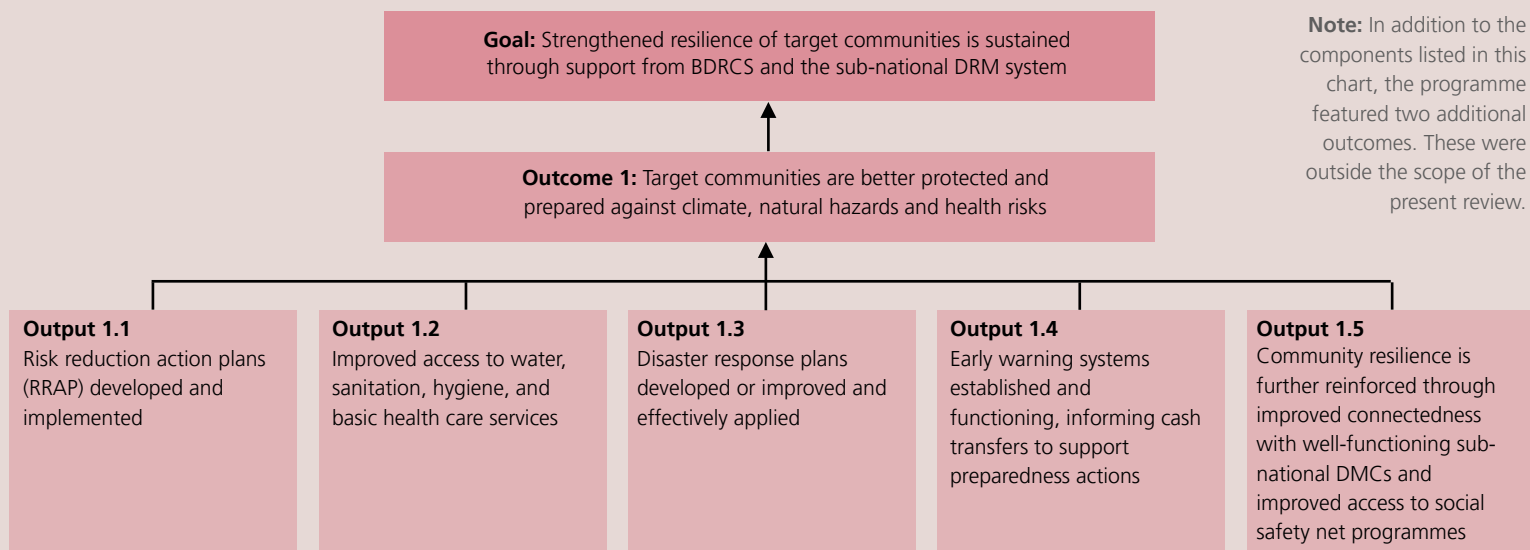 Goal: Strengthened resilience of target communities is sustained
through support from BDRCS and the sub-national DRM system
Note: In addition to the
components listed in this
chart, the programme
featured two additional
outcomes. These were
outside the scope of the
present review.
Outcome 1: Target communities are better protected and
prepared against climate, natural hazards and health risks
Output 1.1
Risk reduction action plans
(RRAP) developed and
implemented
Output 1.2
Improved access to water,
sanitation, hygiene, and
basic health care services
Output 1.3
Disaster response plans
developed or improved and
effectively applied
Output 1.4
Early warning systems
established and
functioning, informing cash
transfers to support
preparedness actions
Output 1.5
Community resilience is
further reinforced through
improved connectedness
with well-functioning sub-
national DMCs and
improved access to social
safety net programmes